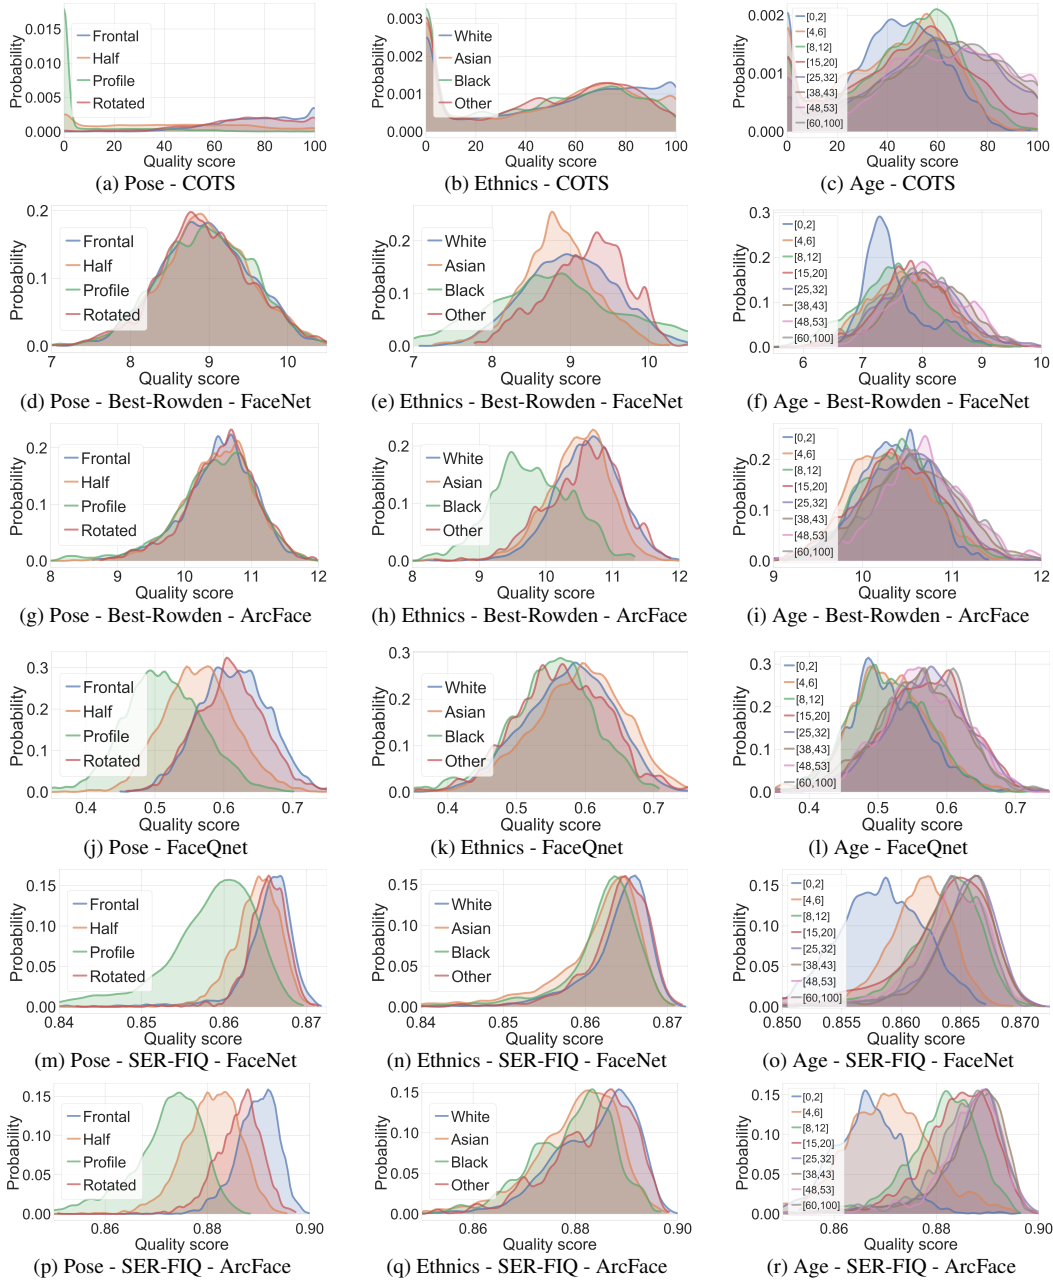 Probability
0.015
0.010
0.005
0.000
Frontal
Half
Profile
Rotated
0 20 40 60 80 100
Quality score
(a) Pose - COTS
Probability
0.003
0.002
0.001
0.000
White
Asian
Black
Other
0 20 40 60 80 100
Quality score
(b) Ethnics - COTS
Probability
0.002
0.001
0.000
[0,2]
[4,6]
[8,12]
[15,20]
[25,32]
[38,43]
[48,53]
[60,100]
0 20 40 60 80 100
Quality score
(c) Age - COTS
Probability
0.2
0.1
0.0
Frontal
Half
Profile
Rotated
7 8 9 10
Quality score
(d) Pose - Best-Rowden - FaceNet
Probability
0.2
0.1
0.0
White
Asian
Black
Other
7 8 9 10
Quality score
(e) Ethnics - Best-Rowden - FaceNet
Probability
0.3
0.2
0.1
0.0
[0,2]
[4,6]
[8,12]
[15,20]
[25,32]
[38,43]
[48,53]
[60,100]
6 7 8 9 10
Quality score
(f) Age - Best-Rowden - FaceNet
Probability
0.2
0.1
0.0
Frontal
Half
Profile
Rotated
8 9 10 11 12
Quality score
(g) Pose - Best-Rowden - ArcFace
Probability
0.2
0.1
0.0
White
Asian
Black
Other
8 9 10 11 12
Quality score
(h) Ethnics - Best-Rowden - ArcFace
Probability
0.2
0.1
0.0
[0,2]
[4,6]
[8,12]
[15,20]
[25,32]
[38,43]
[48,53]
[60,100]
9 10 11 12
Quality score
(i) Age - Best-Rowden - ArcFace
Probability
0.3
0.2
0.1
0.0
Frontal
Half
Profile
Rotated
0.4 0.5 0.6 0.7
Quality score
(j) Pose - FaceQnet
Probability
0.3
0.2
0.1
0.0
White
Asian
Black
Other
0.4 0.5 0.6 0.7
Quality score
(k) Ethnics - FaceQnet
Probability
0.3
0.2
0.1
0.0
[0,2]
[4,6]
[8,12]
[15,20]
[25,32]
[38,43]
[48,53]
[60,100]
0.4 0.5 0.6 0.7
Quality score
(l) Age - FaceQnet
Probability
0.15
0.10
0.05
0.00
Frontal
Half
Profile
Rotated
0.84 0.85 0.86 0.87
Quality score
(m) Pose - SER-FIQ - FaceNet
Probability
0.15
0.10
0.05
0.00
White
Asian
Black
Other
0.84 0.85 0.86 0.87
Quality score
(n) Ethnics - SER-FIQ - FaceNet
Probability
0.15
0.10
0.05
0.00
[0,2]
[4,6]
[8,12]
[15,20]
[25,32]
[38,43]
[48,53]
[60,100]
0.850 0.855 0.860 0.865 0.870
Quality score
(o) Age - SER-FIQ - FaceNet
Probability
0.15
0.10
0.05
0.00
Frontal
Half
Profile
Rotated
0.86 0.88 0.90
Quality score
(p) Pose - SER-FIQ - ArcFace
Probability
0.15
0.10
0.05
0.00
White
Asian
Black
Other
0.86 0.88 0.90
Quality score
(q) Ethnics - SER-FIQ - ArcFace
Probability
0.15
0.10
0.05
0.00
[0,2]
[4,6]
[8,12]
[15,20]
[25,32]
[38,43]
[48,53]
[60,100]
0.86 0.88 0.90
Quality score
(r) Age - SER-FIQ - ArcFace